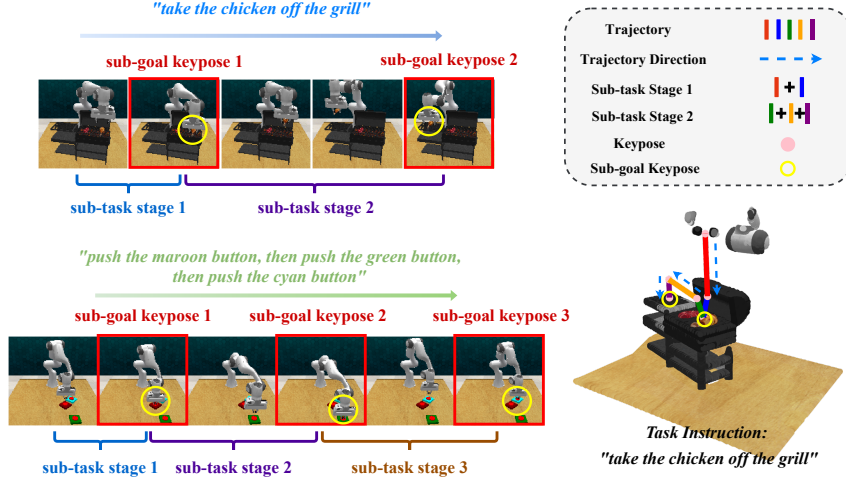 "take the chicken off the grill"
sub-goal keypose 1
sub-goal keypose 2
sub-task stage 1
sub-task stage 2
"push the maroon button, then push the green button,
then push the cyan button"
sub-goal keypose 1
sub-goal keypose 2
sub-goal keypose 3
sub-task stage 1
sub-task stage 2
sub-task stage 3
Trajectory
Trajectory Direction
Sub-task Stage 1
+
Sub-task Stage 2
+ +
Keypose
Sub-goal Keypose
Task Instruction:
"take the chicken off the grill"